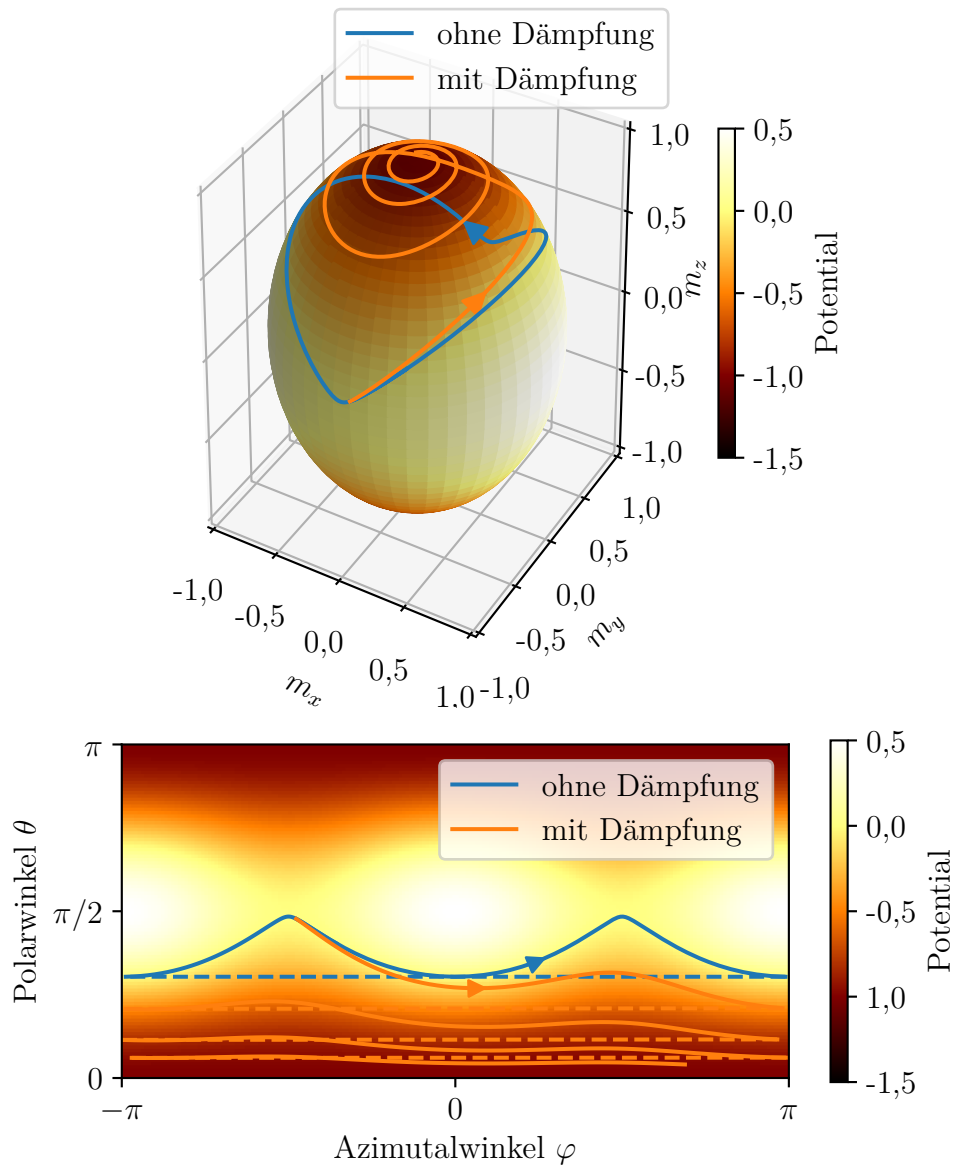 ohne Dämpfung
mit Dämpfung
1,0
0,5
0,0
-0,5
-1,0
m_z
0,5
0,0
-0,5
-1,0
-1,5
Potential
-1,0
-0,5
0,0
0,5
1,0
m_x
-1,0
-0,5
0,0
0,5
1,0
m_y
π
π/2
0
Polarwinkel θ
ohne Dämpfung
mit Dämpfung
−π
0
π
Azimutalwinkel φ
0,5
0,0
-0,5
1,0
-1,5
Potential